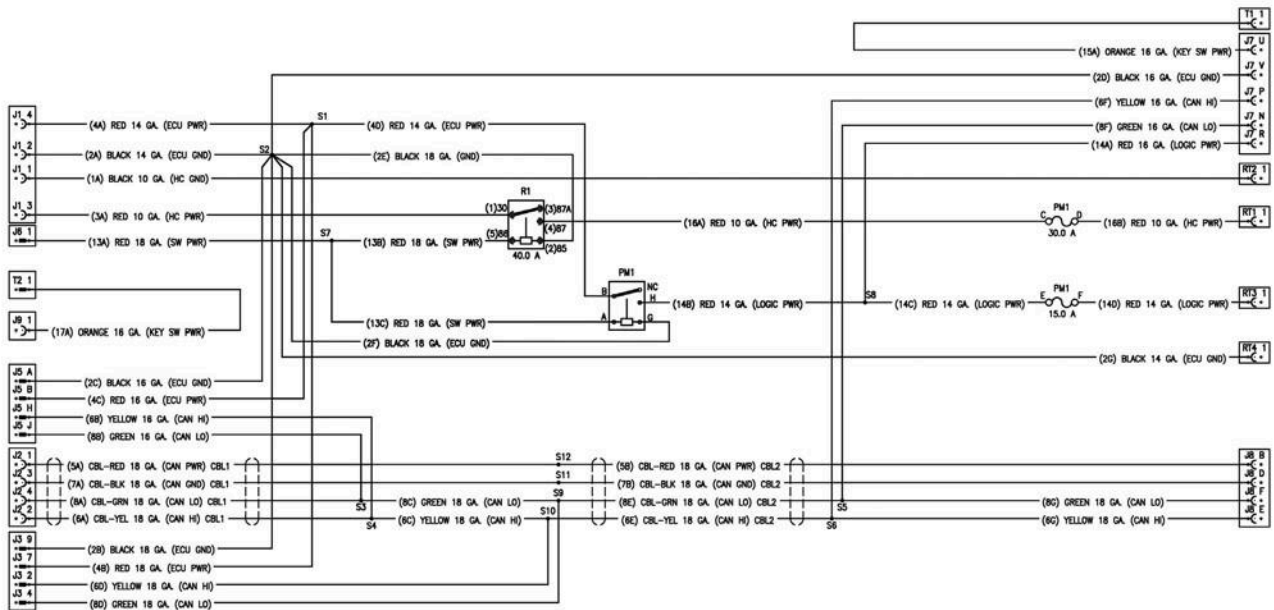 T1 1
J7 U
(15A) ORANGE 16 GA. (KEY SW PWR)
J7 V
(2D) BLACK 16 GA. (ECU GND)
J7 P
(6F) YELLOW 16 GA. (CAN HI)
J7 N
(8F) GREEN 16 GA. (CAN LO)
J7 R
(14A) RED 16 GA. (LOGIC PWR)
J1 4
(4A) RED 14 GA. (ECU PWR)
S1
(4D) RED 14 GA. (ECU PWR)
J1 2
(2A) BLACK 14 GA. (ECU GND)
S2
(2E) BLACK 18 GA. (GND)
J1 1
(1A) BLACK 10 GA. (HC GND)
RT2 1
J1 3
(3A) RED 10 GA. (HC PWR)
R1
(1)30
(3)87A
(4)87
(5)86
(2)85
40.0 A
(16A) RED 10 GA. (HC PWR)
PM1
C
D
30.0 A
(16B) RED 10 GA. (HC PWR)
RT1 1
J6 1
(13A) RED 18 GA. (SW PWR)
S7
(13B) RED 18 GA. (SW PWR)
T2 1
J9 1
(17A) ORANGE 16 GA. (KEY SW PWR)
PM1
B
NC
H
A
G
(14B) RED 14 GA. (LOGIC PWR)
S8
(14C) RED 14 GA. (LOGIC PWR)
PM1
E
F
15.0 A
(14D) RED 14 GA. (LOGIC PWR)
RT3 1
(13C) RED 18 GA. (SW PWR)
(2F) BLACK 18 GA. (ECU GND)
(2G) BLACK 14 GA. (ECU GND)
RT4 1
J5 A
(2C) BLACK 16 GA. (ECU GND)
J5 B
(4C) RED 16 GA. (ECU PWR)
J5 H
(6B) YELLOW 16 GA. (CAN HI)
J5 J
(8B) GREEN 16 GA. (CAN LO)
J2 1
(5A) CBL-RED 18 GA. (CAN PWR) CBL1
S12
(5B) CBL-RED 18 GA. (CAN PWR) CBL2
J8 B
J2 3
(7A) CBL-BLK 18 GA. (CAN GND) CBL1
S11
(7B) CBL-BLK 18 GA. (CAN GND) CBL2
J8 D
J2 4
(8A) CBL-GRN 18 GA. (CAN LO) CBL1
S3
(8C) GREEN 18 GA. (CAN LO)
S9
(8E) CBL-GRN 18 GA. (CAN LO) CBL2
S5
(8G) GREEN 18 GA. (CAN LO)
J8 F
J2 2
(6A) CBL-YEL 18 GA. (CAN HI) CBL1
S4
(6C) YELLOW 18 GA. (CAN HI)
S10
(6E) CBL-YEL 18 GA. (CAN HI) CBL2
S6
(6G) YELLOW 18 GA. (CAN HI)
J8 E
J3 9
(2B) BLACK 18 GA. (ECU GND)
J3 7
(4B) RED 18 GA. (ECU PWR)
J3 2
(6D) YELLOW 18 GA. (CAN HI)
J3 4
(8D) GREEN 18 GA. (CAN LO)